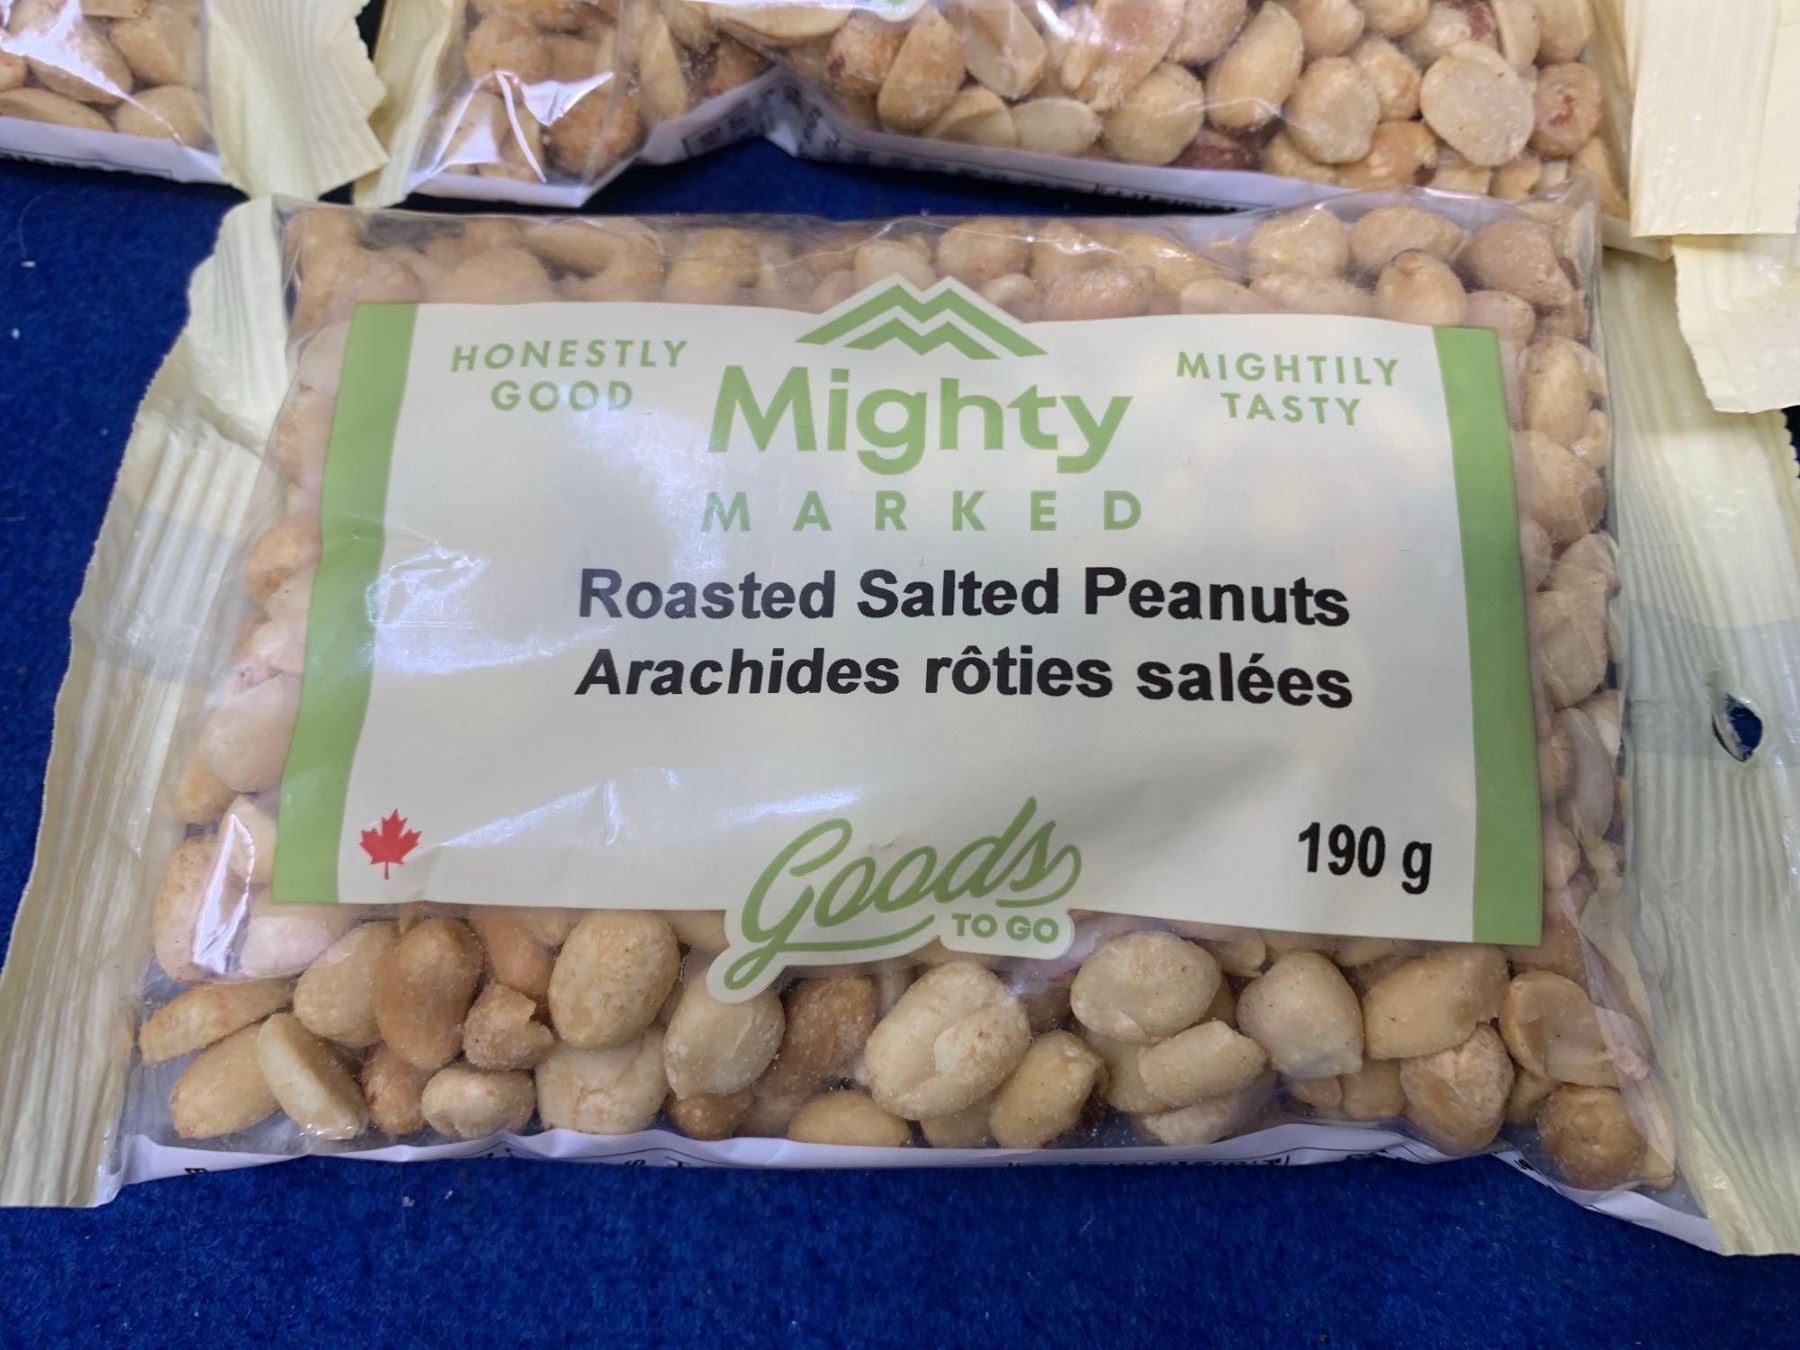 HONESTLY
GOOD
Mighty
MARKED
MIGHTILY
TASTY
Roasted Salted Peanuts
Arachides rôties salées
Goods
TO GO
190 g